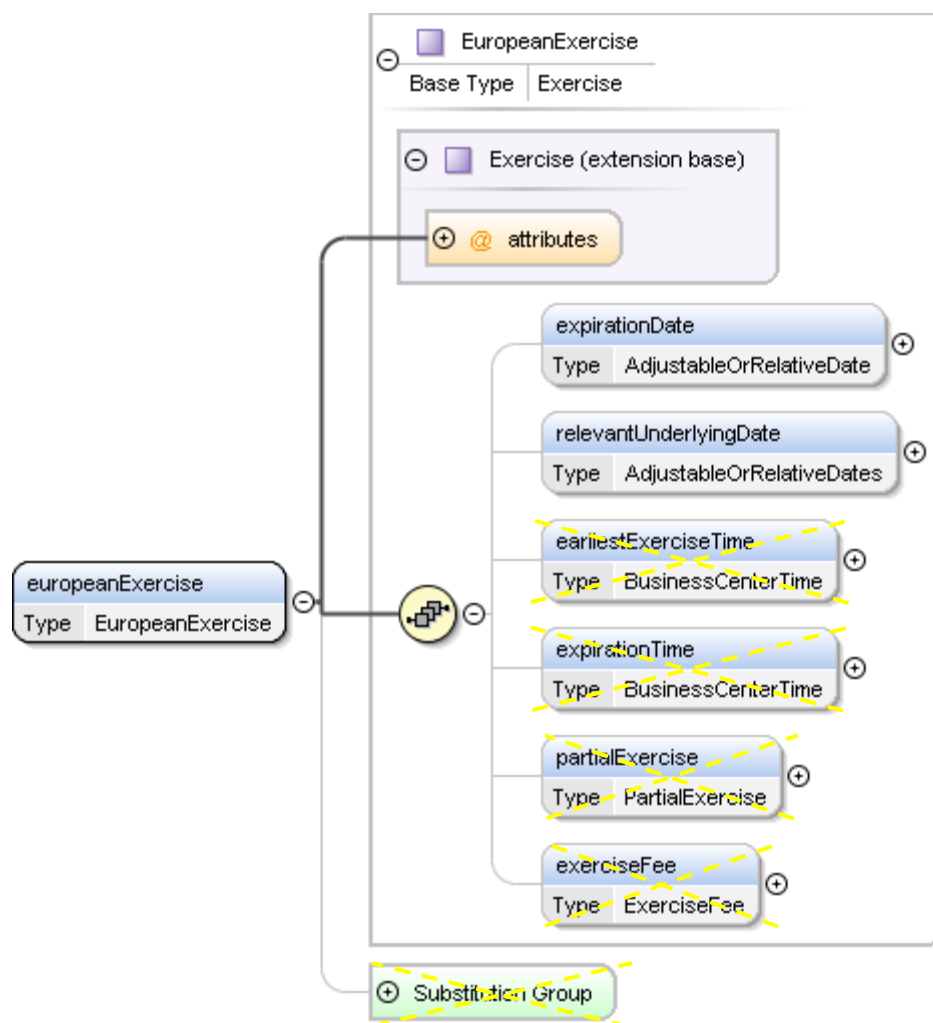 EuropeanExercise
Base Type Exercise
Exercise (extension base)
@ attributes
expirationDate
Type AdjustableOrRelativeDate
relevantUnderlyingDate
Type AdjustableOrRelativeDates
earliestExerciseTime
Type BusinessCenterTime
europeanExercise
Type EuropeanExercise
expirationTime
Type BusinessCenterTime
partialExercise
Type PartialExercise
exerciseFee
Type ExerciseFee
Substitution Group